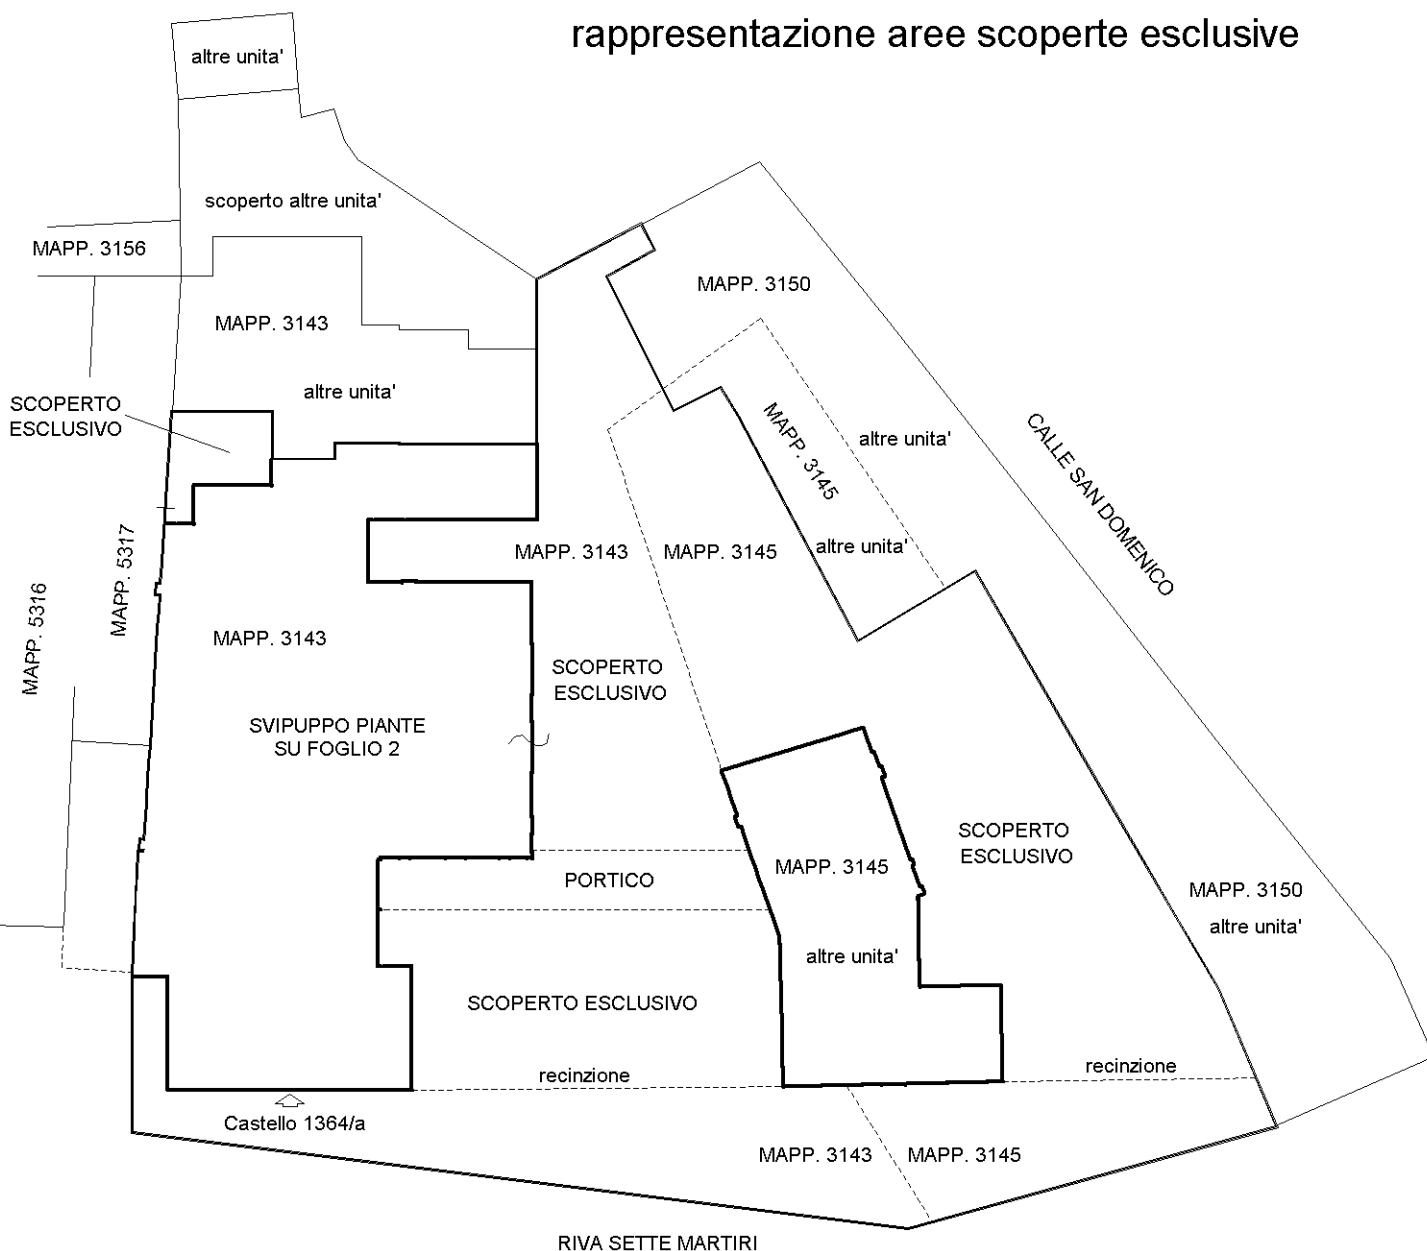 rappresentazione aree scoperte esclusive
altre unita'
scoperto altre unita'
MAPP. 3156
MAPP. 3150
MAPP. 3143
altre unita'
SCOPERTO
ESCLUSIVO
MAPP. 3145
altre unita'
altre unita'
CALLE SAN DOMENICO
MAPP. 5317
MAPP. 5316
MAPP. 3143
MAPP. 3145
MAPP. 3143
SCOPERTO
ESCLUSIVO
SVIPUPPO PIANTE
SU FOGLIO 2
SCOPERTO
ESCLUSIVO
MAPP. 3145
PORTICO
MAPP. 3150
altre unita'
altre unita'
SCOPERTO ESCLUSIVO
recinzione
recinzione
Castello 1364/a
MAPP. 3143
MAPP. 3145
RIVA SETTE MARTIRI